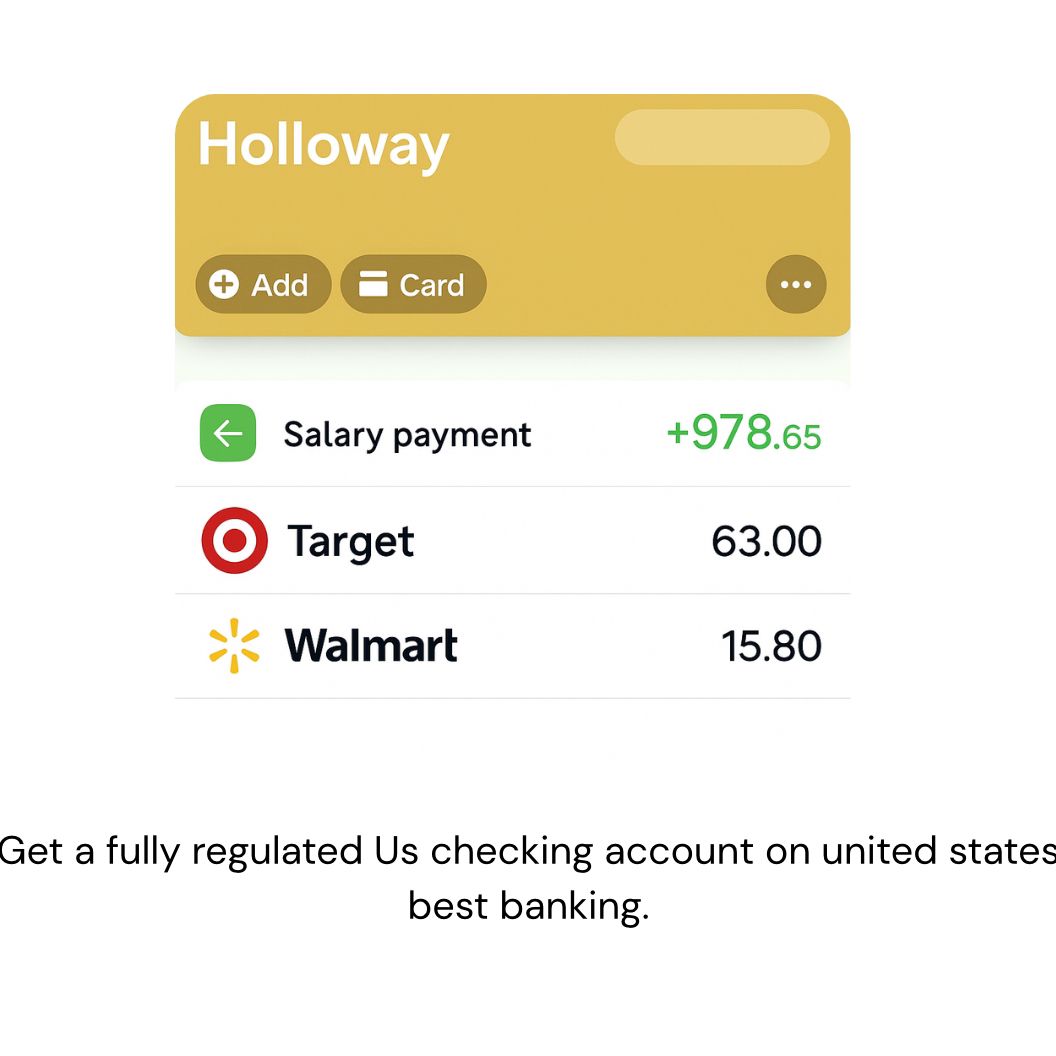 Holloway
Add Card
Salary payment +978.65
Target 63.00
Walmart 15.80
Get a fully regulated Us checking account on united states
best banking.